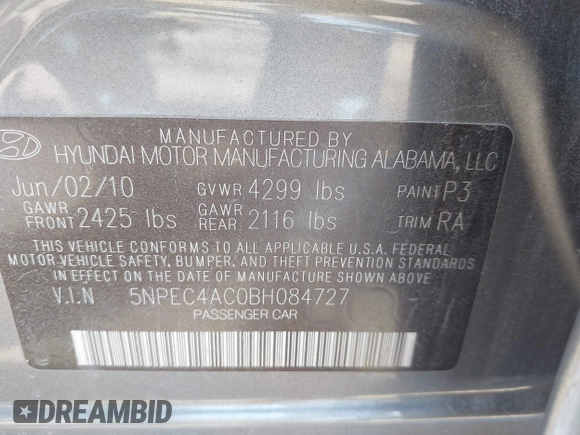 MANUFACTURED BY
HYUNDAI MOTOR MANUFACTURING ALABAMA, LLC
Jun/02/10 GVWR 4299 lbs PAINT P3
GAWR FRONT 2425 lbs GAWR REAR 2116 lbs TRIM RA
THIS VEHICLE CONFORMS TO ALL APPLICABLE U.S.A. FEDERAL
MOTOR VEHICLE SAFETY, BUMPER, AND THEFT PREVENTION
STANDARDS IN EFFECT ON THE DATE OF MANUFACTURE SHOWN ABOVE.
V.I.N 5NPEC4AC0BH084727
PASSENGER CAR
DREAMBID